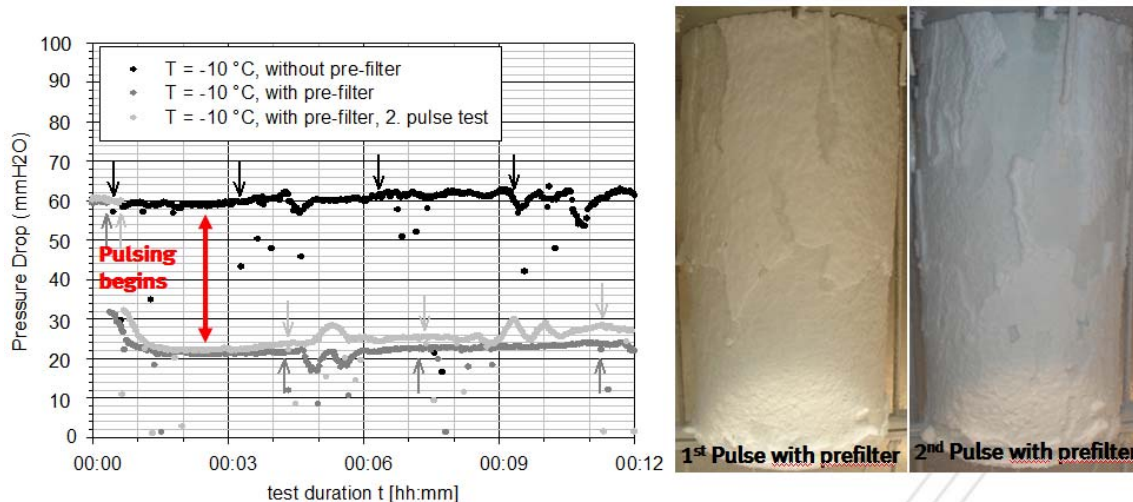 100
90
80
70
60
50
40
30
20
10
0
Pressure Drop (mmH2O)
T = -10 °C, without pre-filter
T = -10 °C, with pre-filter
T = -10 °C, with pre-filter, 2. pulse test
Pulsing
begins
00:00
00:03
00:06
00:09
00:12
test duration t [hh:mm]
1st Pulse with prefilter
2nd Pulse with prefilter